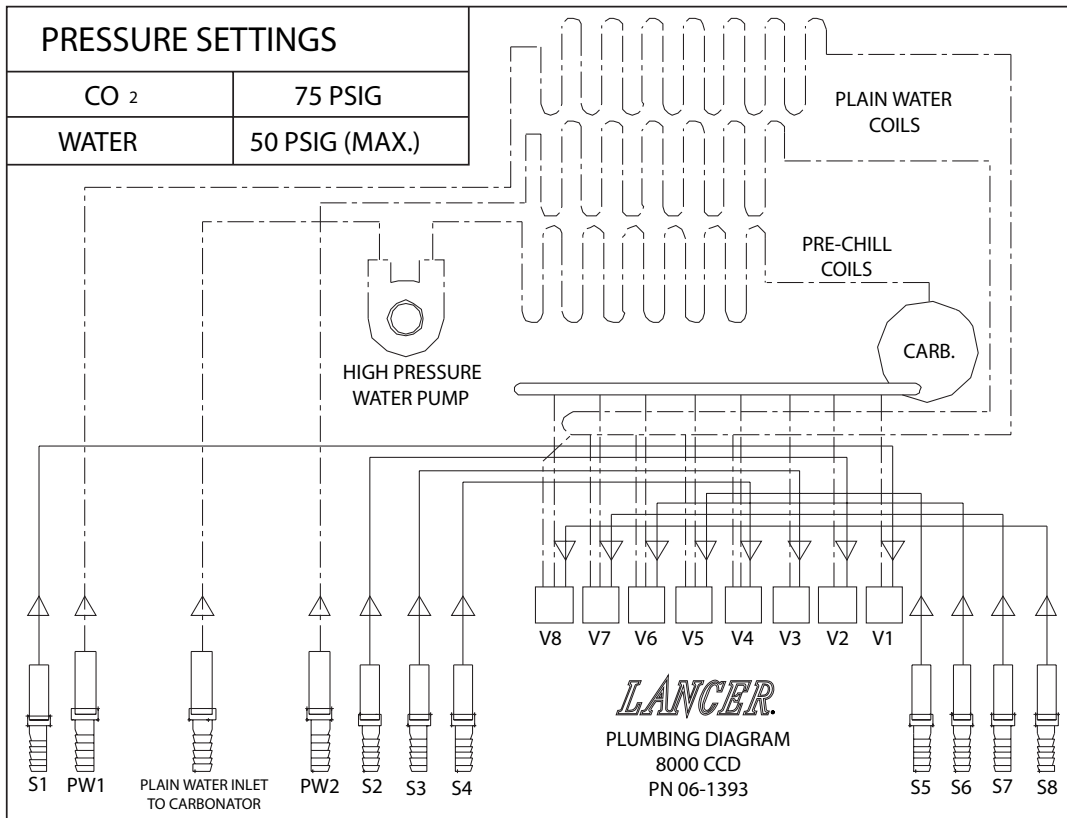 PRESSURE SETTINGS
CO 2 75 PSIG
WATER 50 PSIG (MAX.)
PLAIN WATER
COILS
PRE-CHILL
COILS
CARB.
HIGH PRESSURE
WATER PUMP
V8 V7 V6 V5 V4 V3 V2 V1
LANCER.
PLUMBING DIAGRAM
8000 CCD
PN 06-1393
S1 PW1 PLAIN WATER INLET
TO CARBONATOR
PW2 S2 S3 S4 S5 S6 S7 S8